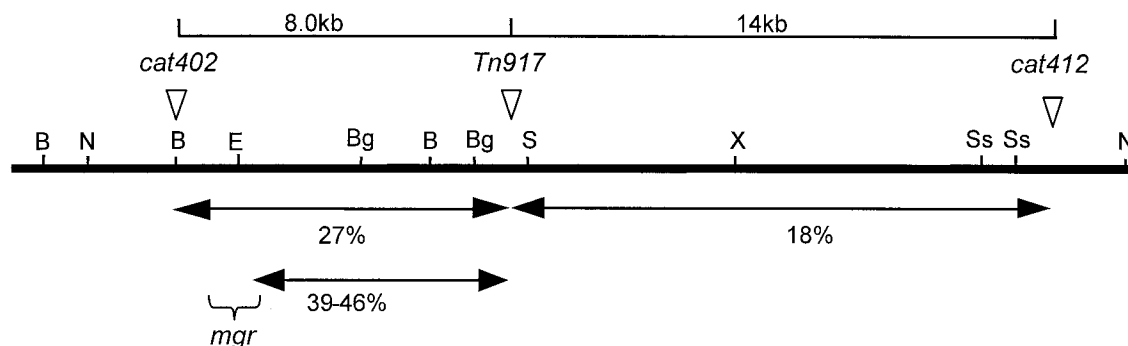 8.0kb 14kb
cat402 Tn917 cat412
B N B E Bg B Bg S X Ss Ss N
27% 18%
39-46%
mgr